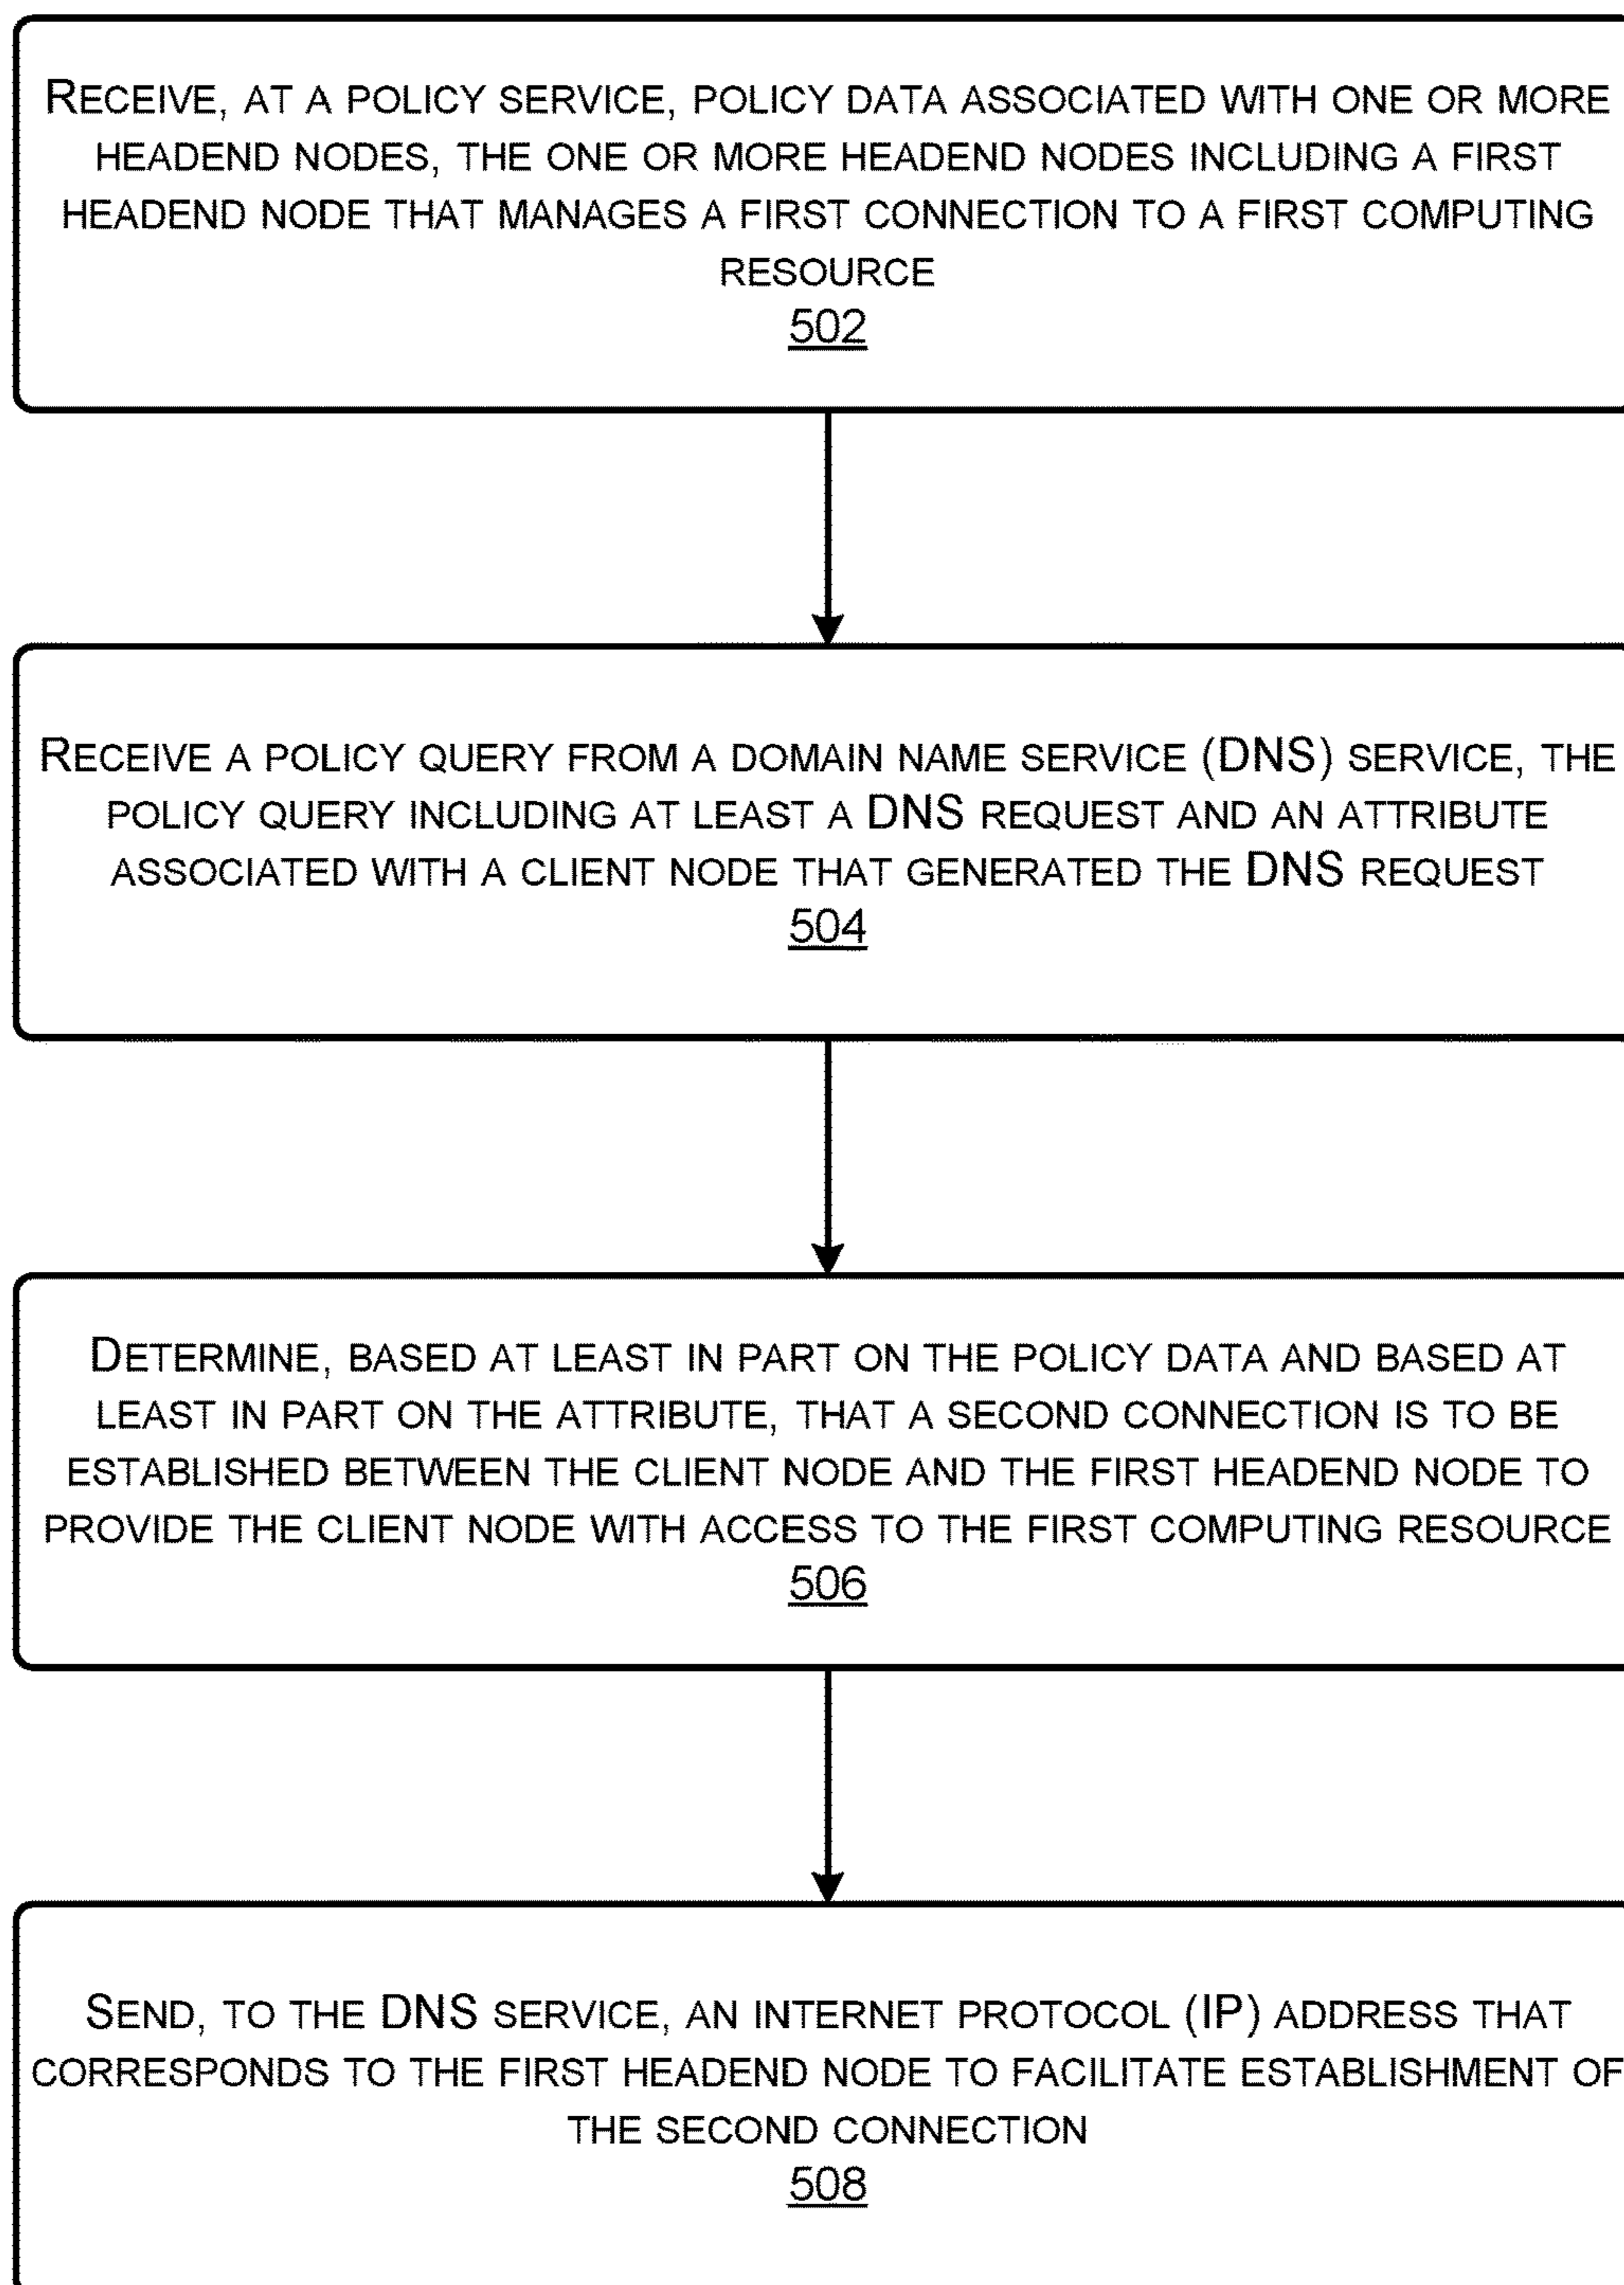 RECEIVE, AT A POLICY SERVICE, POLICY DATA ASSOCIATED WITH ONE OR MORE
HEADEND NODES, THE ONE OR MORE HEADEND NODES INCLUDING A FIRST
HEADEND NODE THAT MANAGES A FIRST CONNECTION TO A FIRST COMPUTING
RESOURCE
502
RECEIVE A POLICY QUERY FROM A DOMAIN NAME SERVICE (DNS) SERVICE, THE
POLICY QUERY INCLUDING AT LEAST A DNS REQUEST AND AN ATTRIBUTE
ASSOCIATED WITH A CLIENT NODE THAT GENERATED THE DNS REQUEST
504
DETERMINE, BASED AT LEAST IN PART ON THE POLICY DATA AND BASED AT
LEAST IN PART ON THE ATTRIBUTE, THAT A SECOND CONNECTION IS TO BE
ESTABLISHED BETWEEN THE CLIENT NODE AND THE FIRST HEADEND NODE TO
PROVIDE THE CLIENT NODE WITH ACCESS TO THE FIRST COMPUTING RESOURCE
506
SEND, TO THE DNS SERVICE, AN INTERNET PROTOCOL (IP) ADDRESS THAT
CORRESPONDS TO THE FIRST HEADEND NODE TO FACILITATE ESTABLISHMENT OF
THE SECOND CONNECTION
508